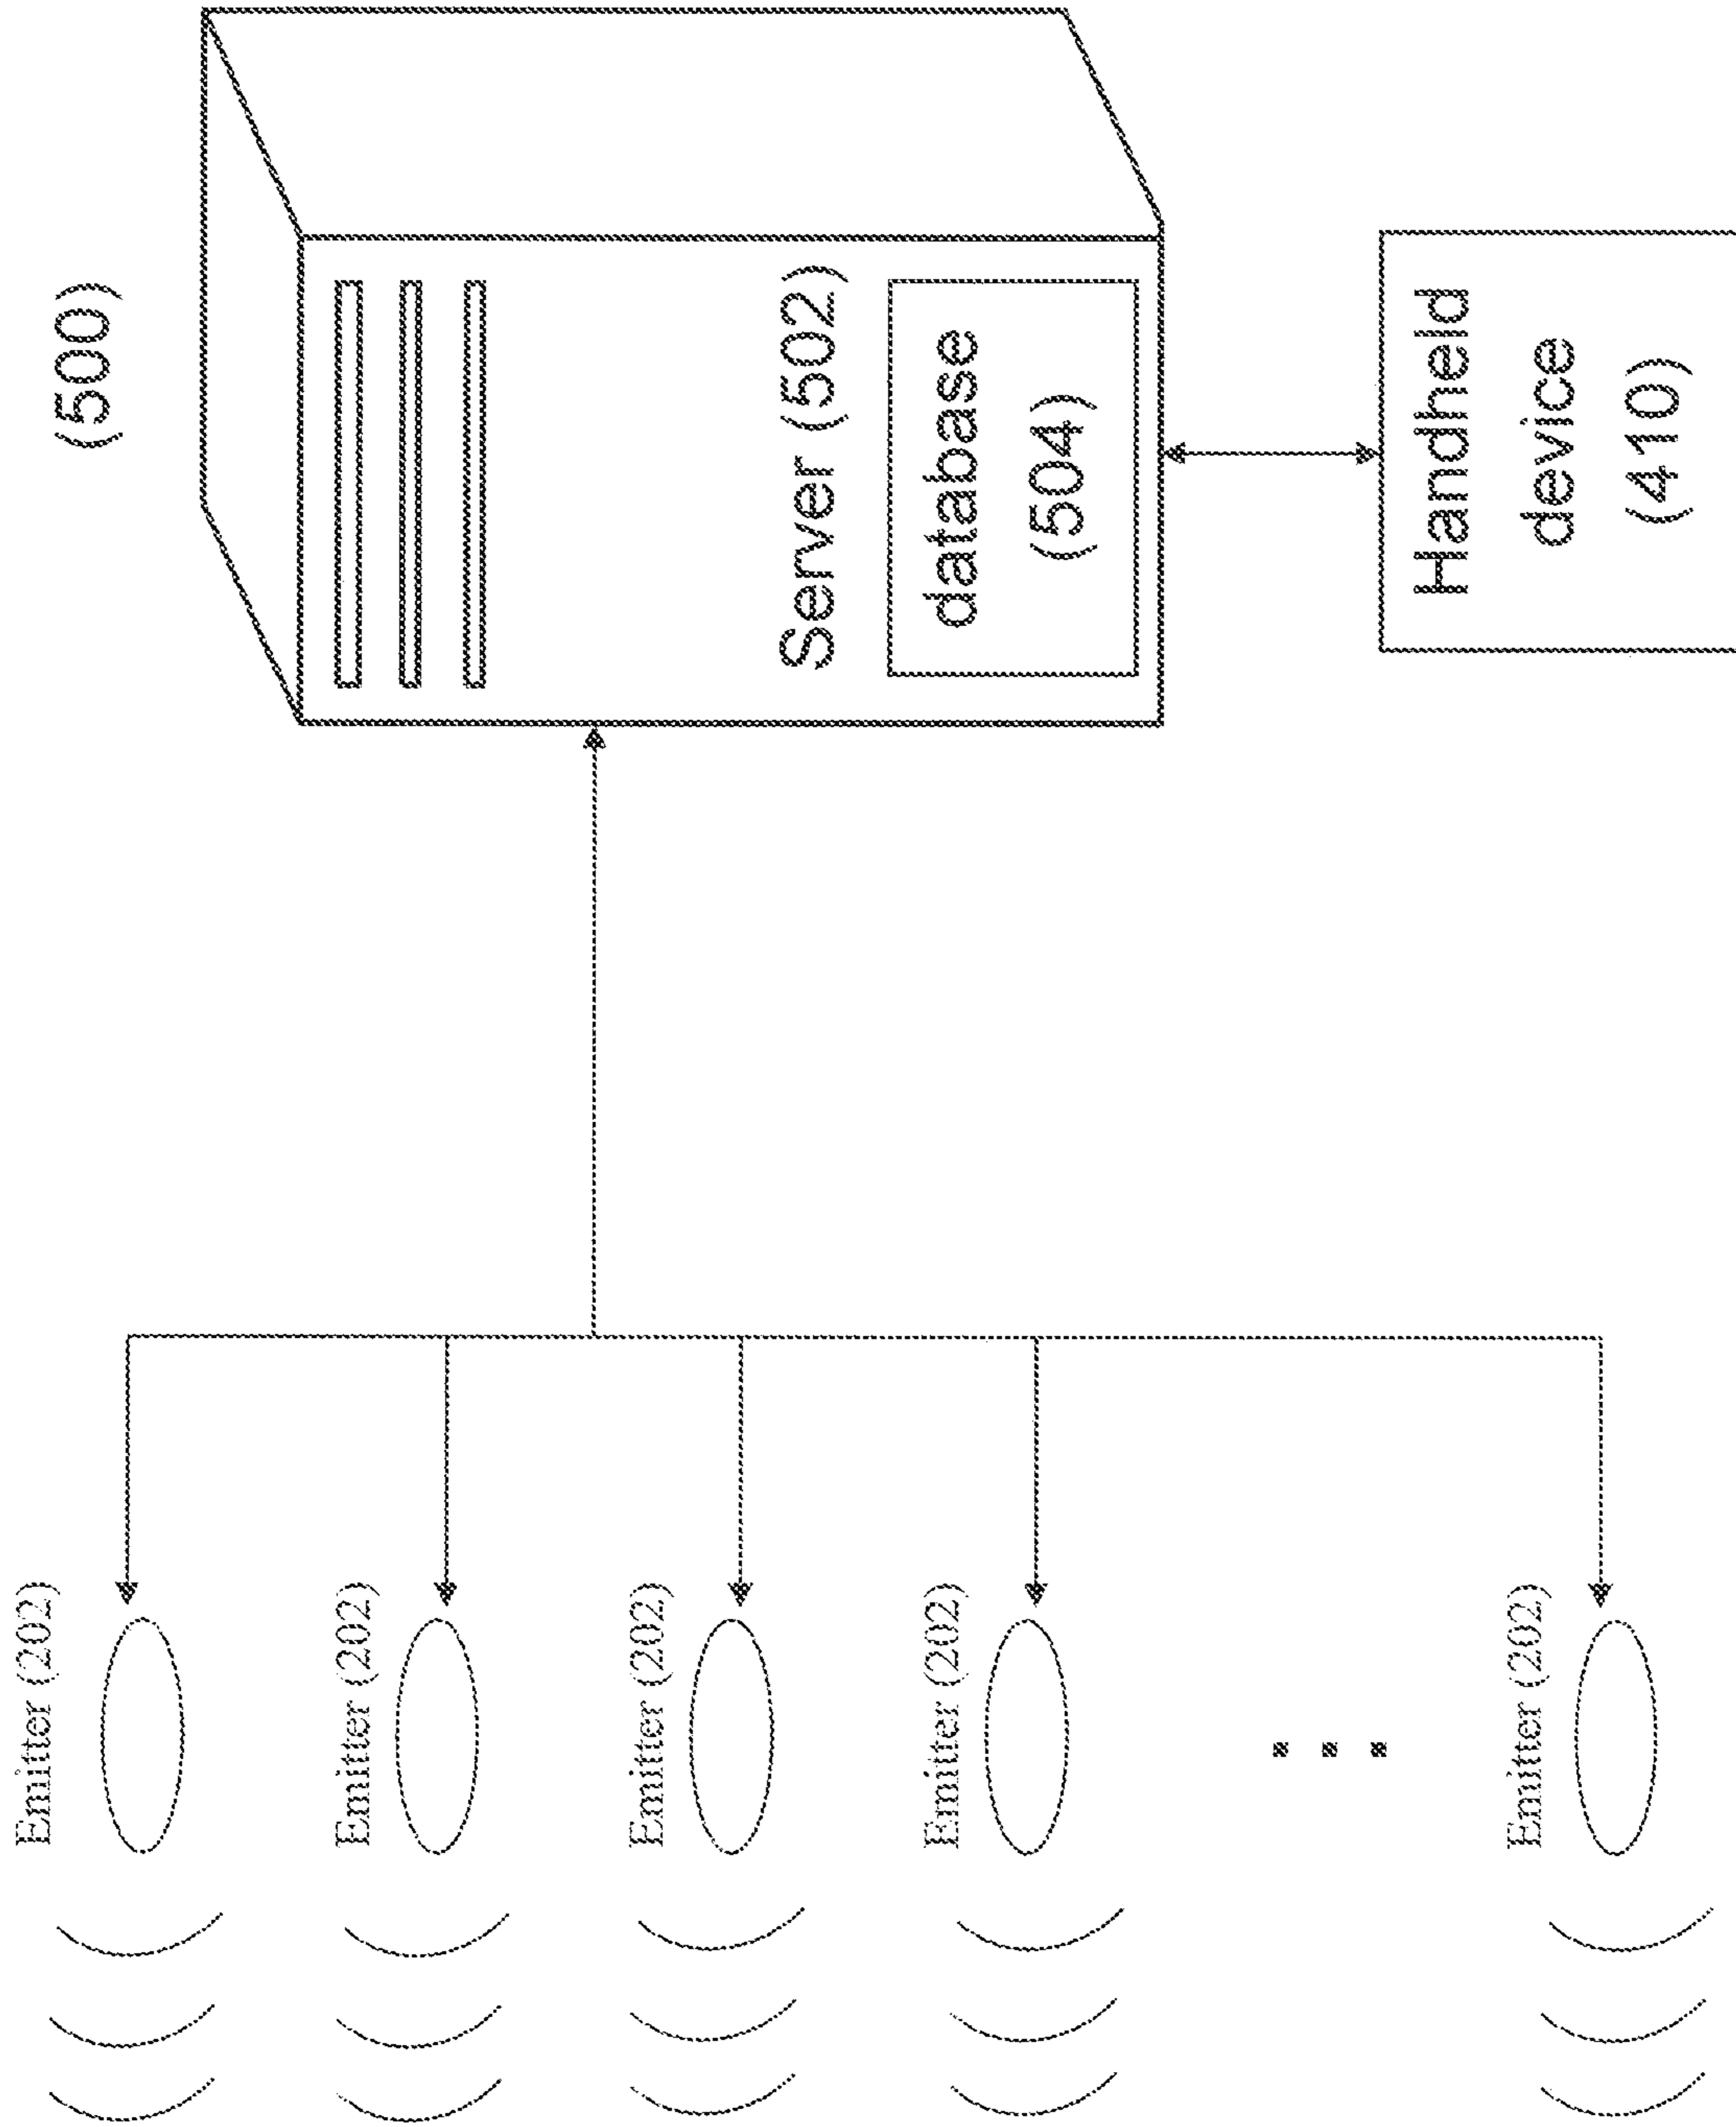 (500)
Server (502)
database
(504)
Handheld
device
(410)
Emitter (202)
Emitter (202)
Emitter (202)
Emitter (202)
Emitter (202)